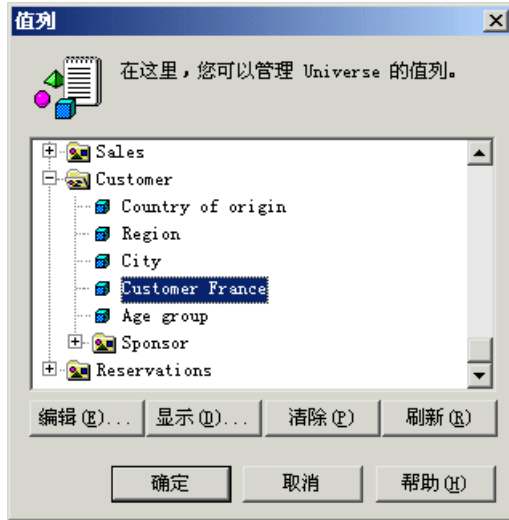 值列
在这里，您可以管理 Universe 的值列。
Sales
Customer
Country of origin
Region
City
Customer France
Age group
Sponsor
Reservations
编辑(E)... 显示(D)... 清除(P) 刷新(R)
确定 取消 帮助(H)